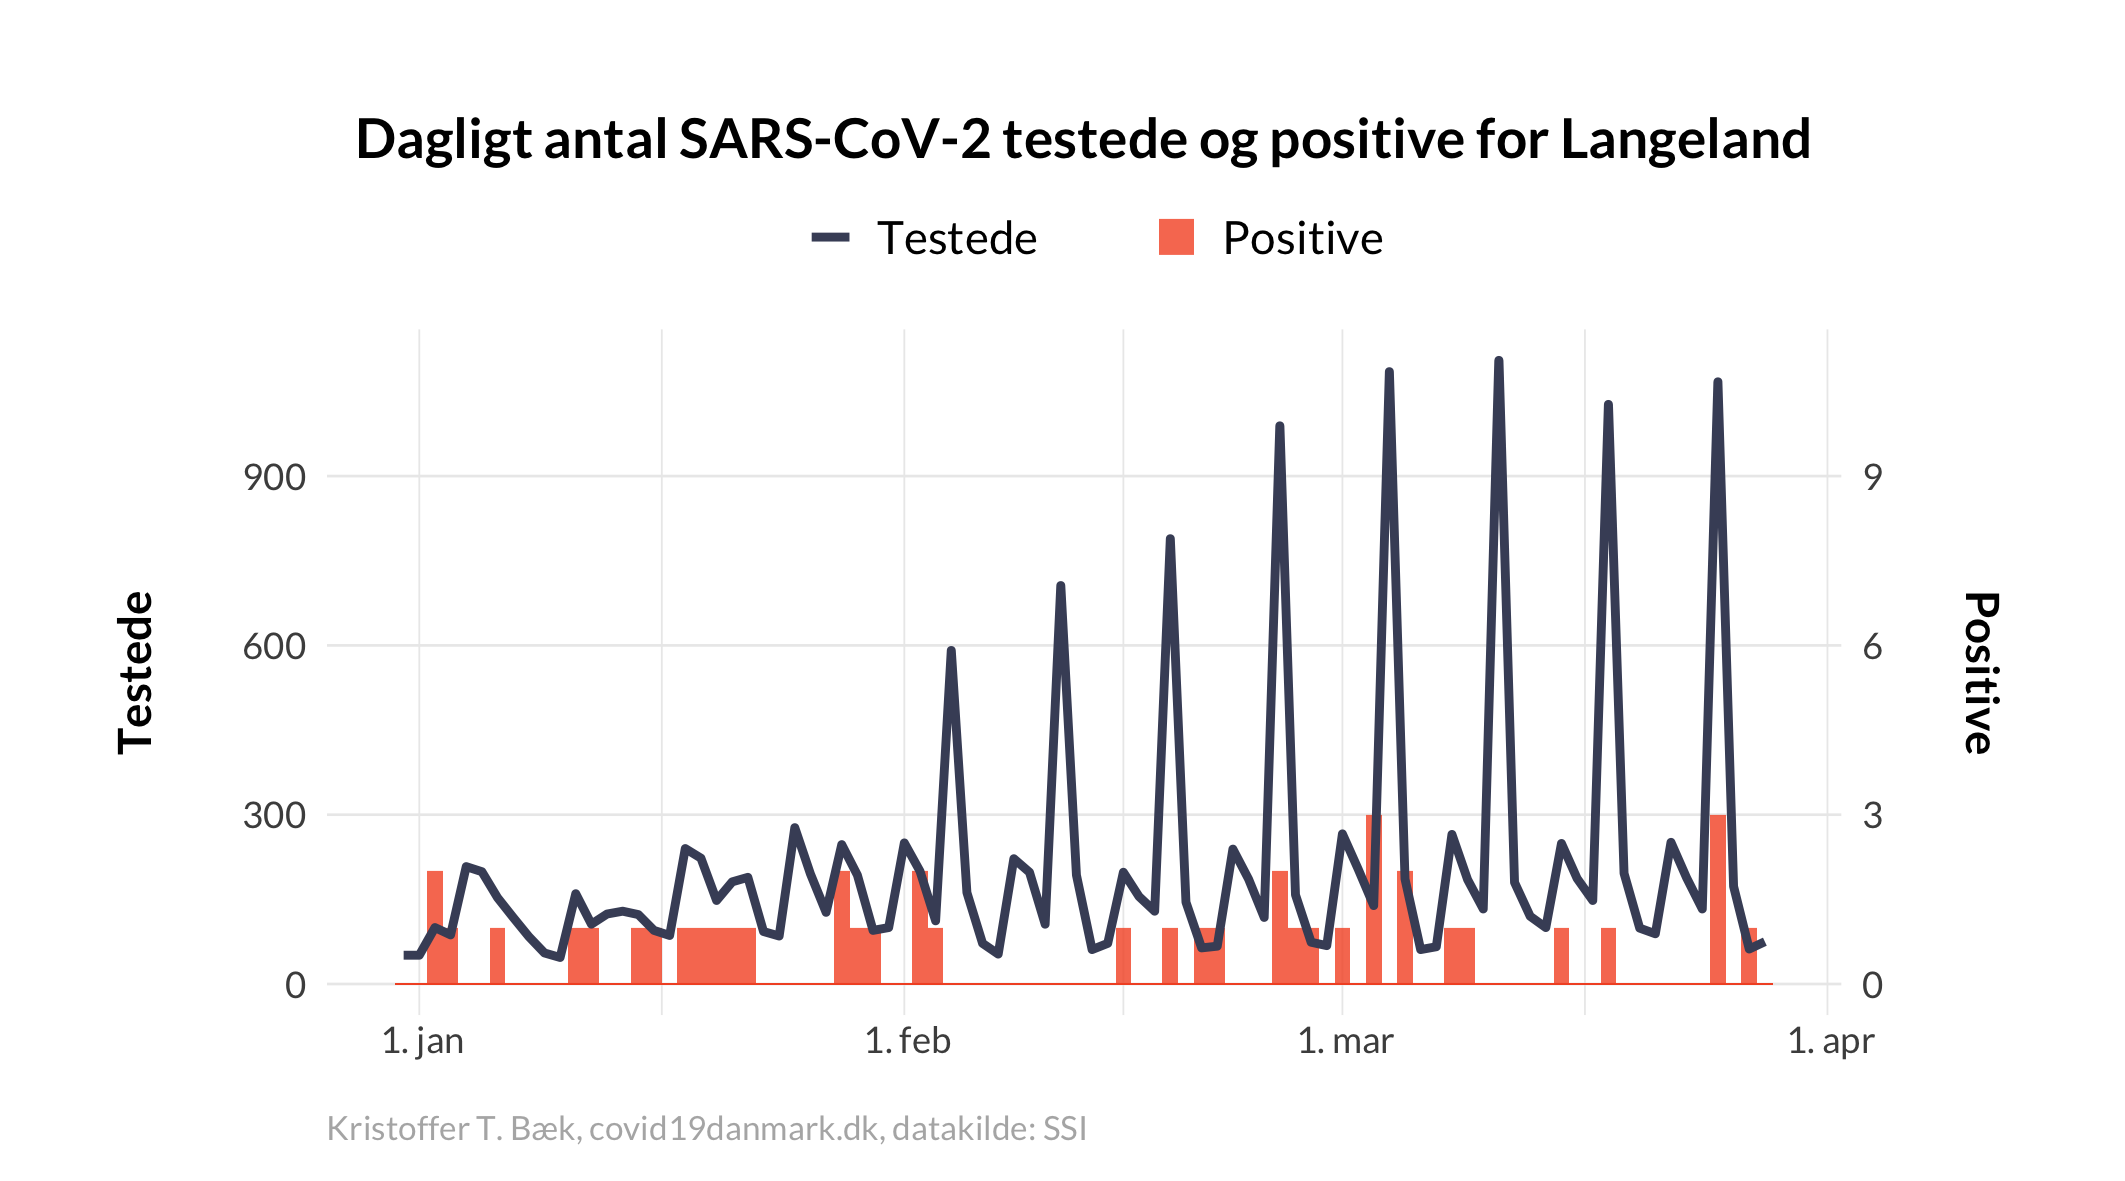 Dagligt antal SARS-CoV-2 testede og positive for Langeland
Testede Positive
900 9
600 6
300 3
0 0
Testede
Positive
1. jan 1. feb 1. mar 1. apr
Kristoffer T. Bæk, covid19danmark.dk, datakilde: SSI